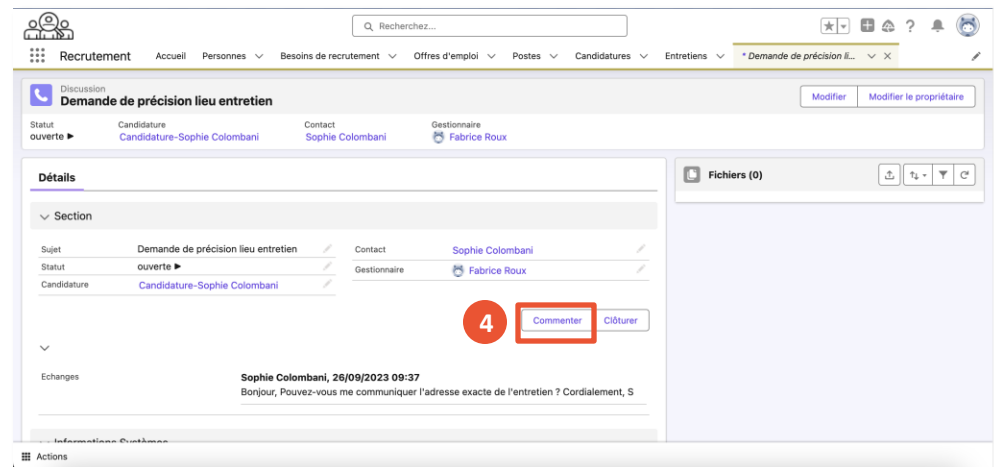 Recherchez...
Recrutement Accueil Personnes Besoins de recrutement Offres d'emploi Postes Candidatures Entretiens * Demande de précision li...
Discussion
Demande de précision lieu entretien
Modifier Modifier le propriétaire
Statut Candidature Contact Gestionnaire
ouverte Candidature-Sophie Colombani Sophie Colombani Fabrice Roux
Détails
Fichiers (0)
Section
Sujet Demande de précision lieu entretien Contact Sophie Colombani
Statut ouverte Gestionnaire Fabrice Roux
Candidature Candidature-Sophie Colombani
4 Commenter Clôturer
Echanges Sophie Colombani, 26/09/2023 09:37
Bonjour, Pouvez-vous me communiquer l'adresse exacte de l'entretien ? Cordialement, S
Informations Systèmes
Actions